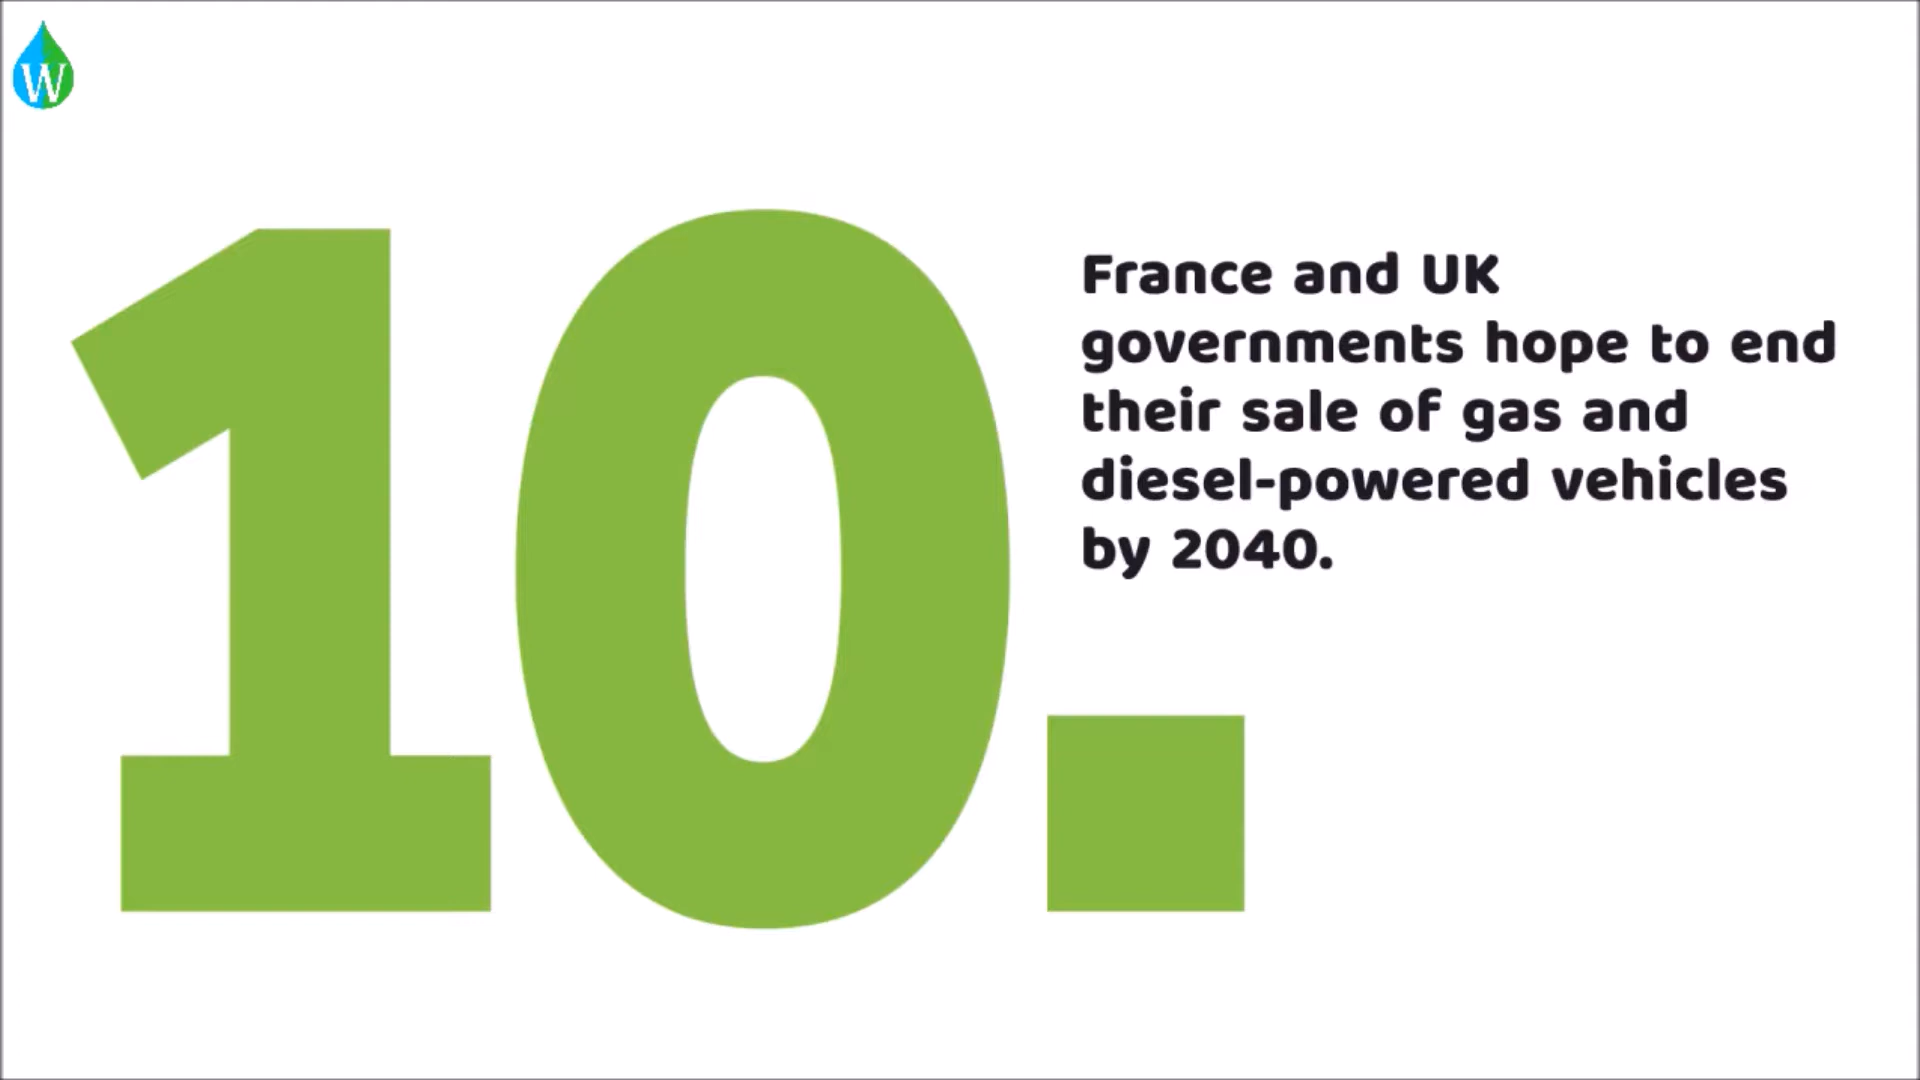 W
10.
France and UK
governments hope to end
their sale of gas and
diesel-powered vehicles
by 2040.